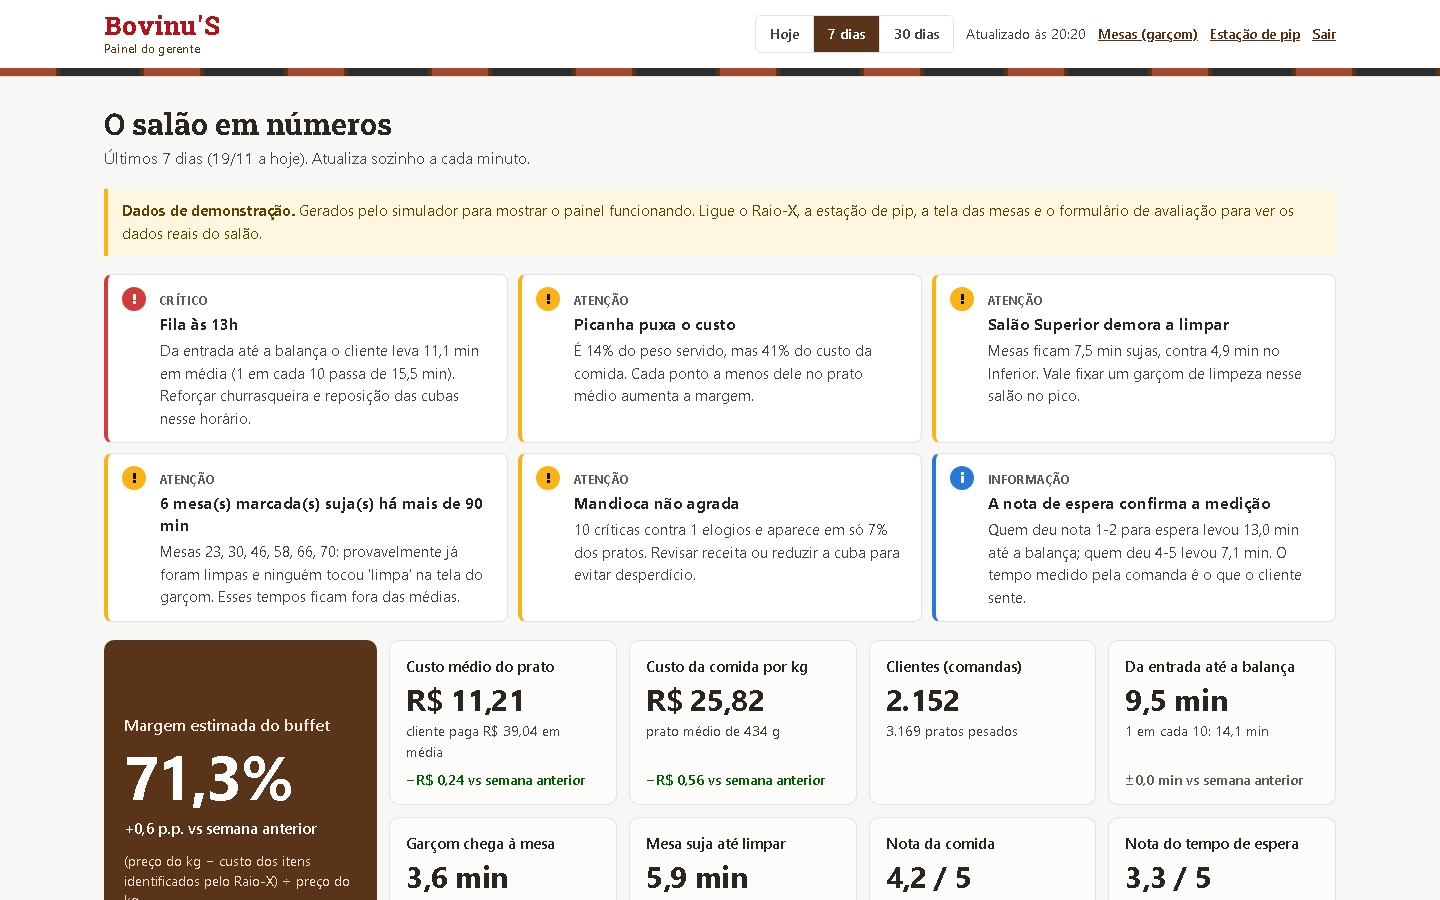 Bovinu'S
Painel do gerente
Hoje
7 dias
30 dias
Atualizado às 20:20
Mesas (garçom)
Estação de pip
Sair
O salão em números
Últimos 7 dias (19/11 a hoje). Atualiza sozinho a cada minuto.
Dados de demonstração. Gerados pelo simulador para mostrar o painel funcionando. Ligue o Raio-X, a estação de pip, a tela das mesas e o formulário de avaliação para ver os
dados reais do salão.
!
CRÍTICO
Fila às 13h
Da entrada até a balança o cliente leva 11,1 min
em média (1 em cada 10 passa de 15,5 min).
Reforçar churrasqueira e reposição das cubas
nesse horário.
!
ATENÇÃO
Picanha puxa o custo
É 14% do peso servido, mas 41% do custo da
comida. Cada ponto a menos dele no prato
médio aumenta a margem.
!
ATENÇÃO
Salão Superior demora a limpar
Mesas ficam 7,5 min sujas, contra 4,9 min no
Inferior. Vale fixar um garçom de limpeza nesse
salão no pico.
!
ATENÇÃO
6 mesa(s) marcada(s) suja(s) há mais de 90
min
Mesas 23, 30, 46, 58, 66, 70: provavelmente já
foram limpas e ninguém tocou 'limpa' na tela do
garçom. Esses tempos ficam fora das médias.
!
ATENÇÃO
Mandioca não agrada
10 críticas contra 1 elogios e aparece em só 7%
dos pratos. Revisar receita ou reduzir a cuba para
evitar desperdício.
i
INFORMAÇÃO
A nota de espera confirma a medição
Quem deu nota 1-2 para espera levou 13,0 min
até a balança; quem deu 4-5 levou 7,1 min. O
tempo medido pela comanda é o que o cliente
sente.
Margem estimada do buffet
71,3%
+0,6 p.p. vs semana anterior
(preço do kg − custo dos itens
identificados pelo Raio-X) ÷ preço do
kg
Custo médio do prato
R$ 11,21
cliente paga R$ 39,04 em
média
−R$ 0,24 vs semana anterior
Custo da comida por kg
R$ 25,82
prato médio de 434 g
−R$ 0,56 vs semana anterior
Clientes (comandas)
2.152
3.169 pratos pesados
Da entrada até a balança
9,5 min
1 em cada 10: 14,1 min
±0,0 min vs semana anterior
Garçom chega à mesa
3,6 min
Mesa suja até limpar
5,9 min
Nota da comida
4,2 / 5
Nota do tempo de espera
3,3 / 5